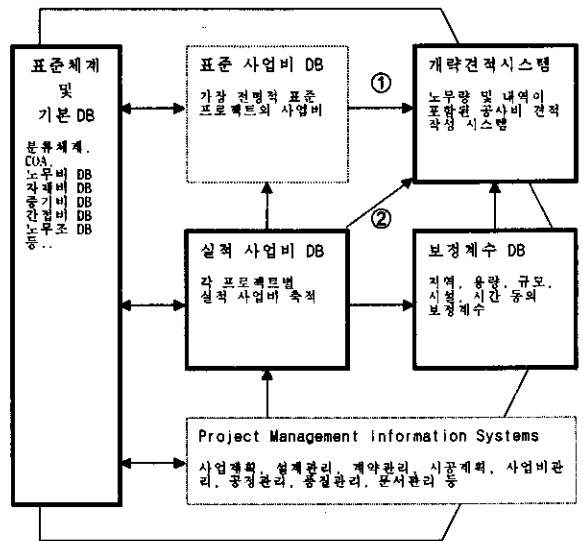 표준체계
및
기본 DB
분류체계,
COA,
노무비 DB
자재비 DB
중기비 DB
간접비 DB
노무조 DB
등..
표준 사업비 DB
가장 전형적 표준
프로젝트의 사업비
①
개략견적시스템
노무량 및 내역이
포함된 공사비 견적
작성 시스템
②
실적 사업비 DB
각 프로젝트별
실적 사업비 축적
보정계수 DB
지역, 용량, 규모,
시설, 시간 등의
보정계수
Project Management Information Systems
사업계획, 설계관리, 계약관리, 시공계획, 사업비관
리, 공정관리, 품질관리, 문서관리 등